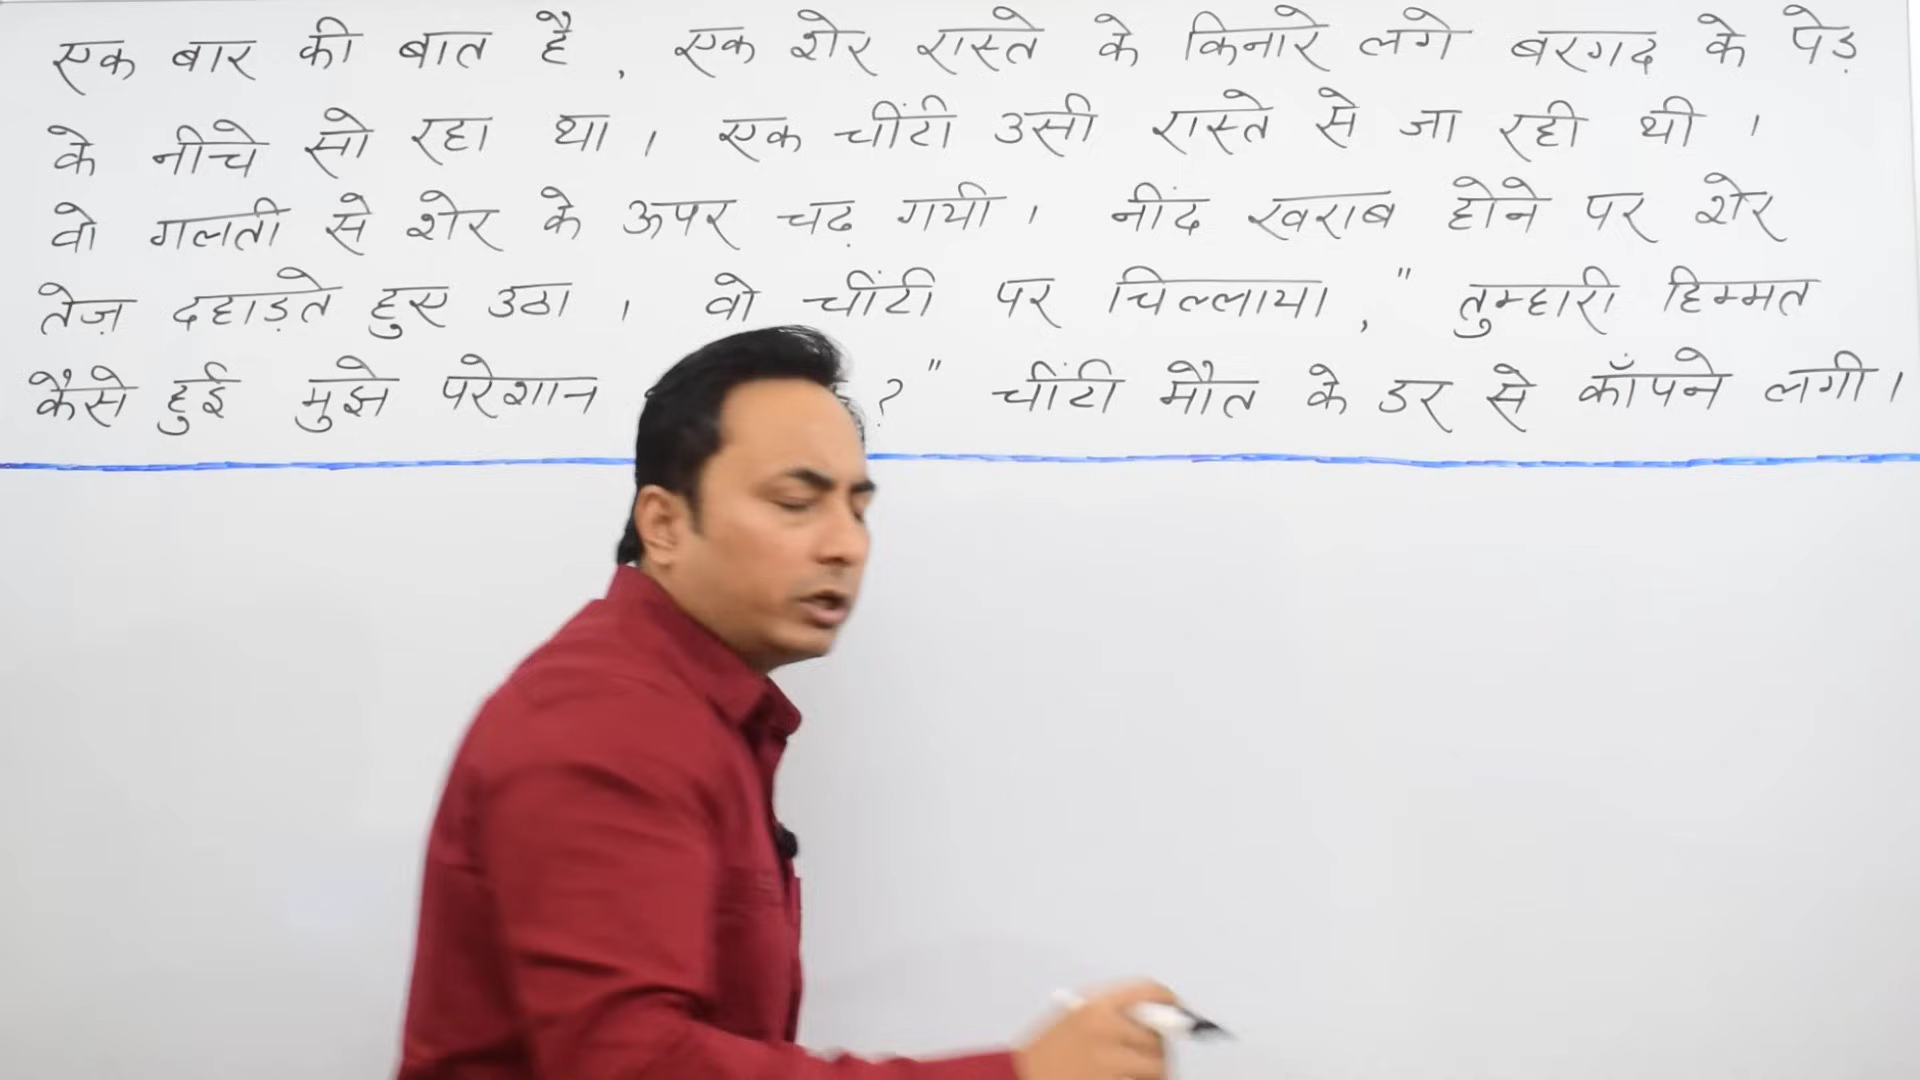 एक बार की बात है, एक शेर रास्ते के किनारे लगे बरगद के पेड़
के नीचे सो रहा था। एक चींटी उसी रास्ते से जा रही थी।
वो गलती से शेर के ऊपर चढ़ गयी। नींद खराब होने पर शेर
तेज़ दहाड़ते हुए उठा। वो चींटी पर चिल्लाया, " तुम्हारी हिम्मत
कैसे हुई मुझे परेशान ?" चींटी मौत के डर से काँपने लगी।